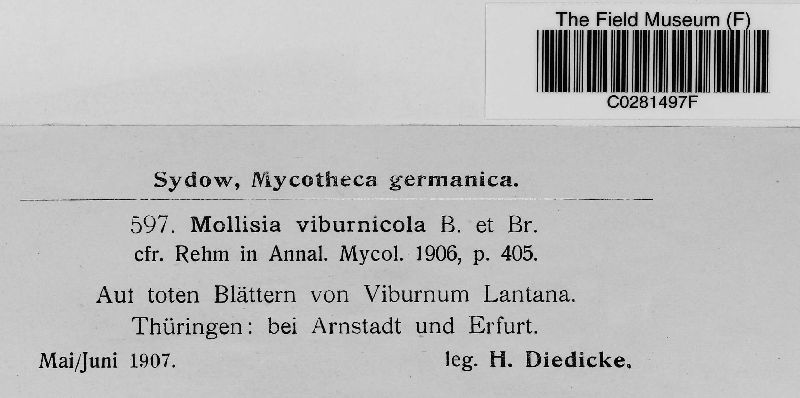 The Field Museum (F)
C0281497F
Sydow, Mycotheca germanica.
597. Mollisia viburnicola B. et Br.
cfr. Rehm in Annal. Mycol. 1906, p. 405.
Auf toten Blättern von Viburnum Lantana.
Thüringen: bei Arnstadt und Erfurt.
Mai/Juni 1907. leg. H. Diedicke.